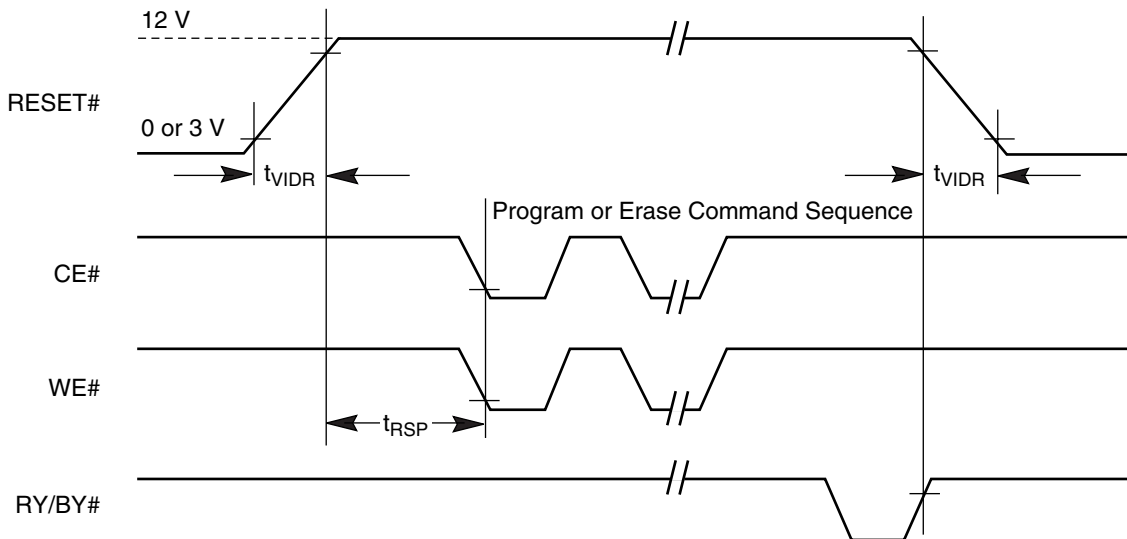 12 V
RESET#
0 or 3 V
tVIDR
tVIDR
Program or Erase Command Sequence
CE#
WE#
tRSP
RY/BY#